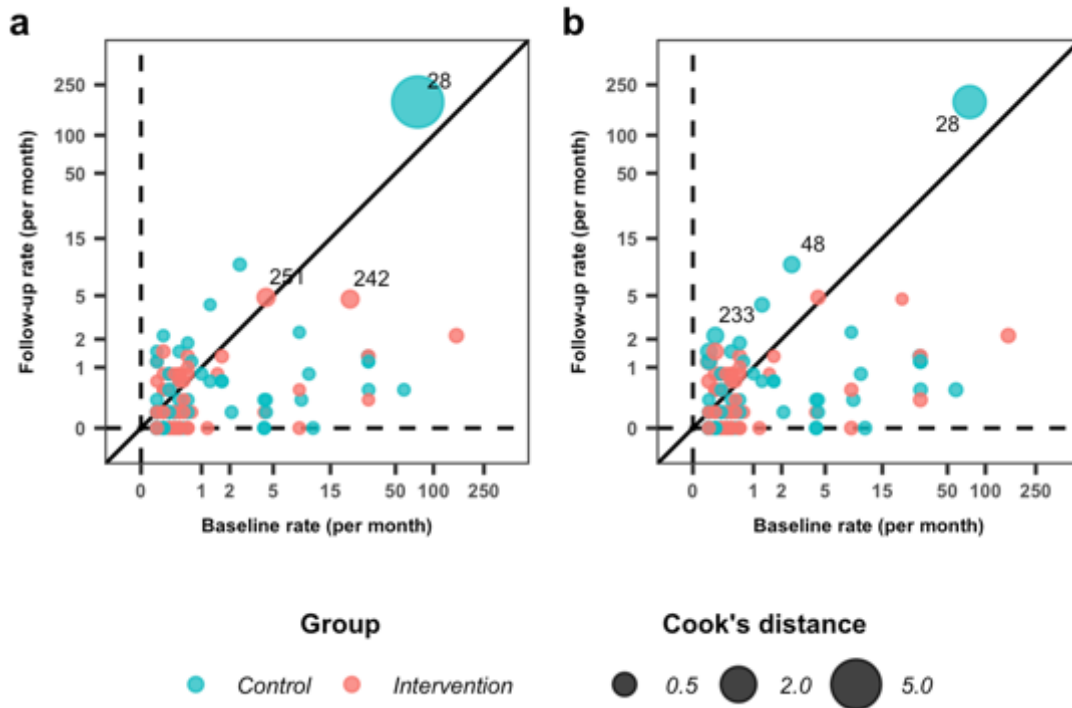 a
250
100
50
15
5
2
1
0
Follow-up rate (per month)
28
251
242
0 1 2 5 15 50 100 250
Baseline rate (per month)
b
250
100
50
15
5
2
1
0
Follow-up rate (per month)
28
48
233
0 1 2 5 15 50 100 250
Baseline rate (per month)
Group
Control Intervention
Cook's distance
0.5 2.0 5.0